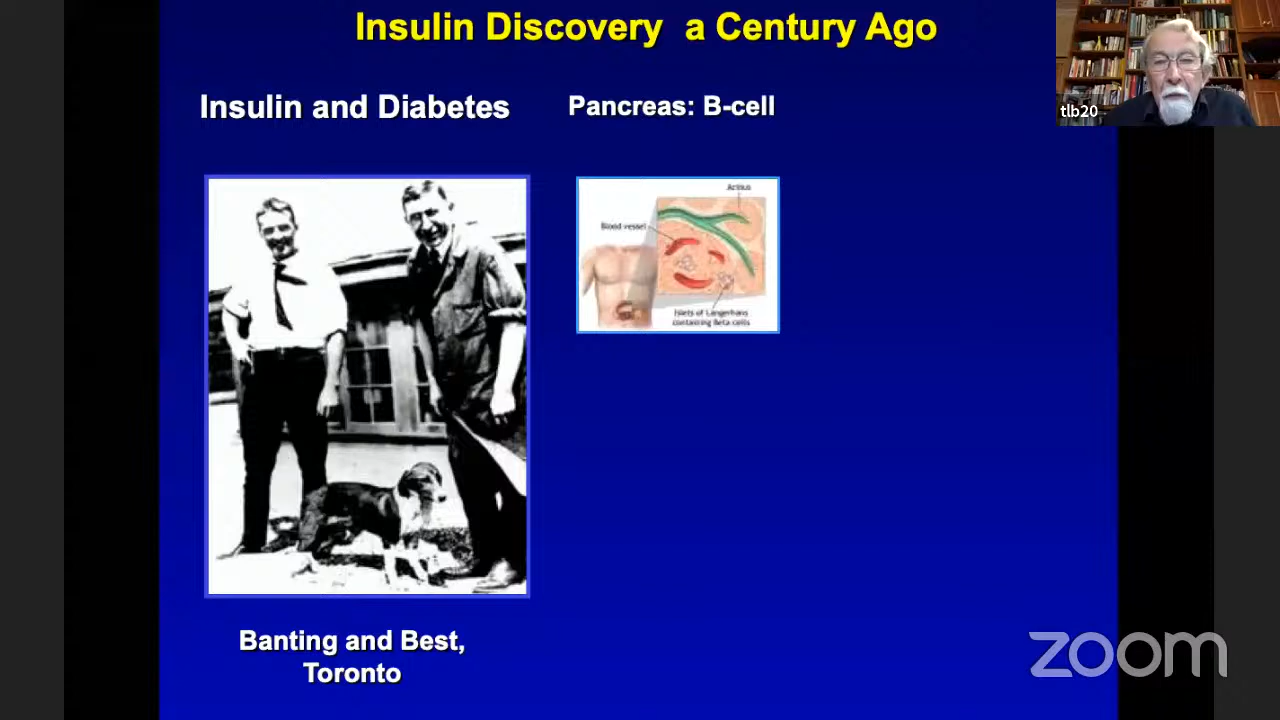 Insulin Discovery a Century Ago
Insulin and Diabetes
Pancreas: B-cell
tlb20
Acinus
Blood vessel
Islets of Langerhans
containing Beta cells
Banting and Best,
Toronto
zoom